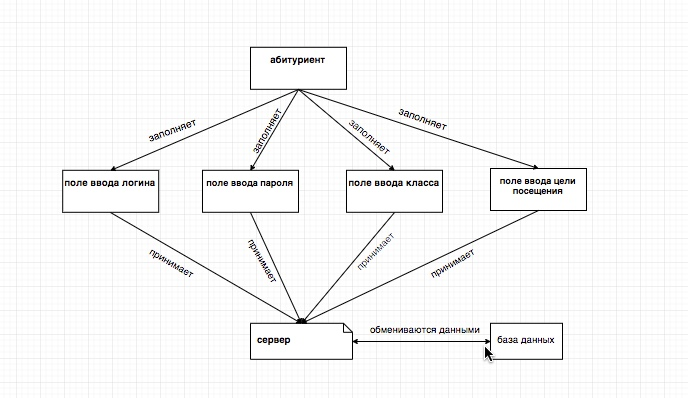 абитуриент
заполняет
заполняет
заполняет
заполняет
поле ввода логина
поле ввода пароля
поле ввода класса
поле ввода цели
посещения
принимает
принимает
принимает
принимает
сервер
обмениваются данными
база данных